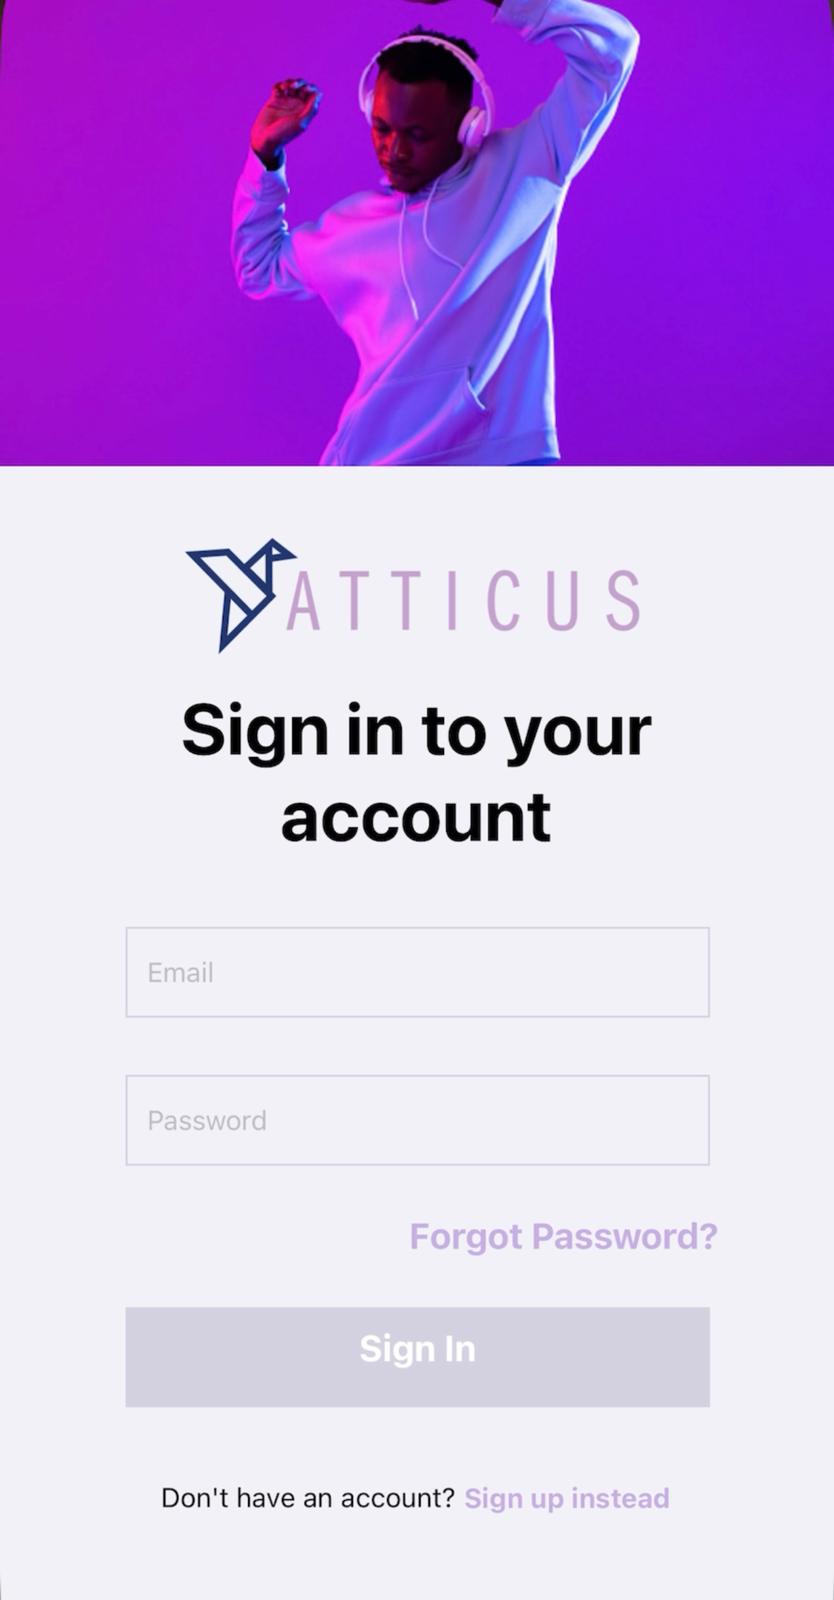 ATTICUS
Sign in to your
account
Email
Password
Forgot Password?
Sign In
Don't have an account? Sign up instead